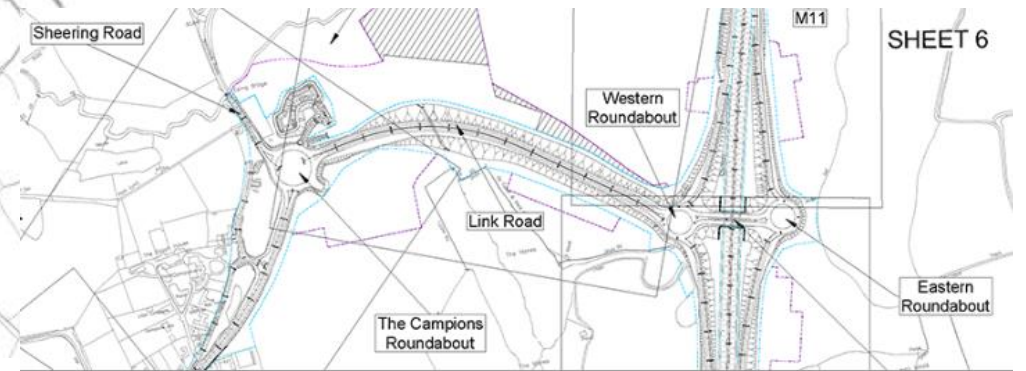 Sheering Road
M11
SHEET 6
Western
Roundabout
Link Road
The Campions
Roundabout
Eastern
Roundabout